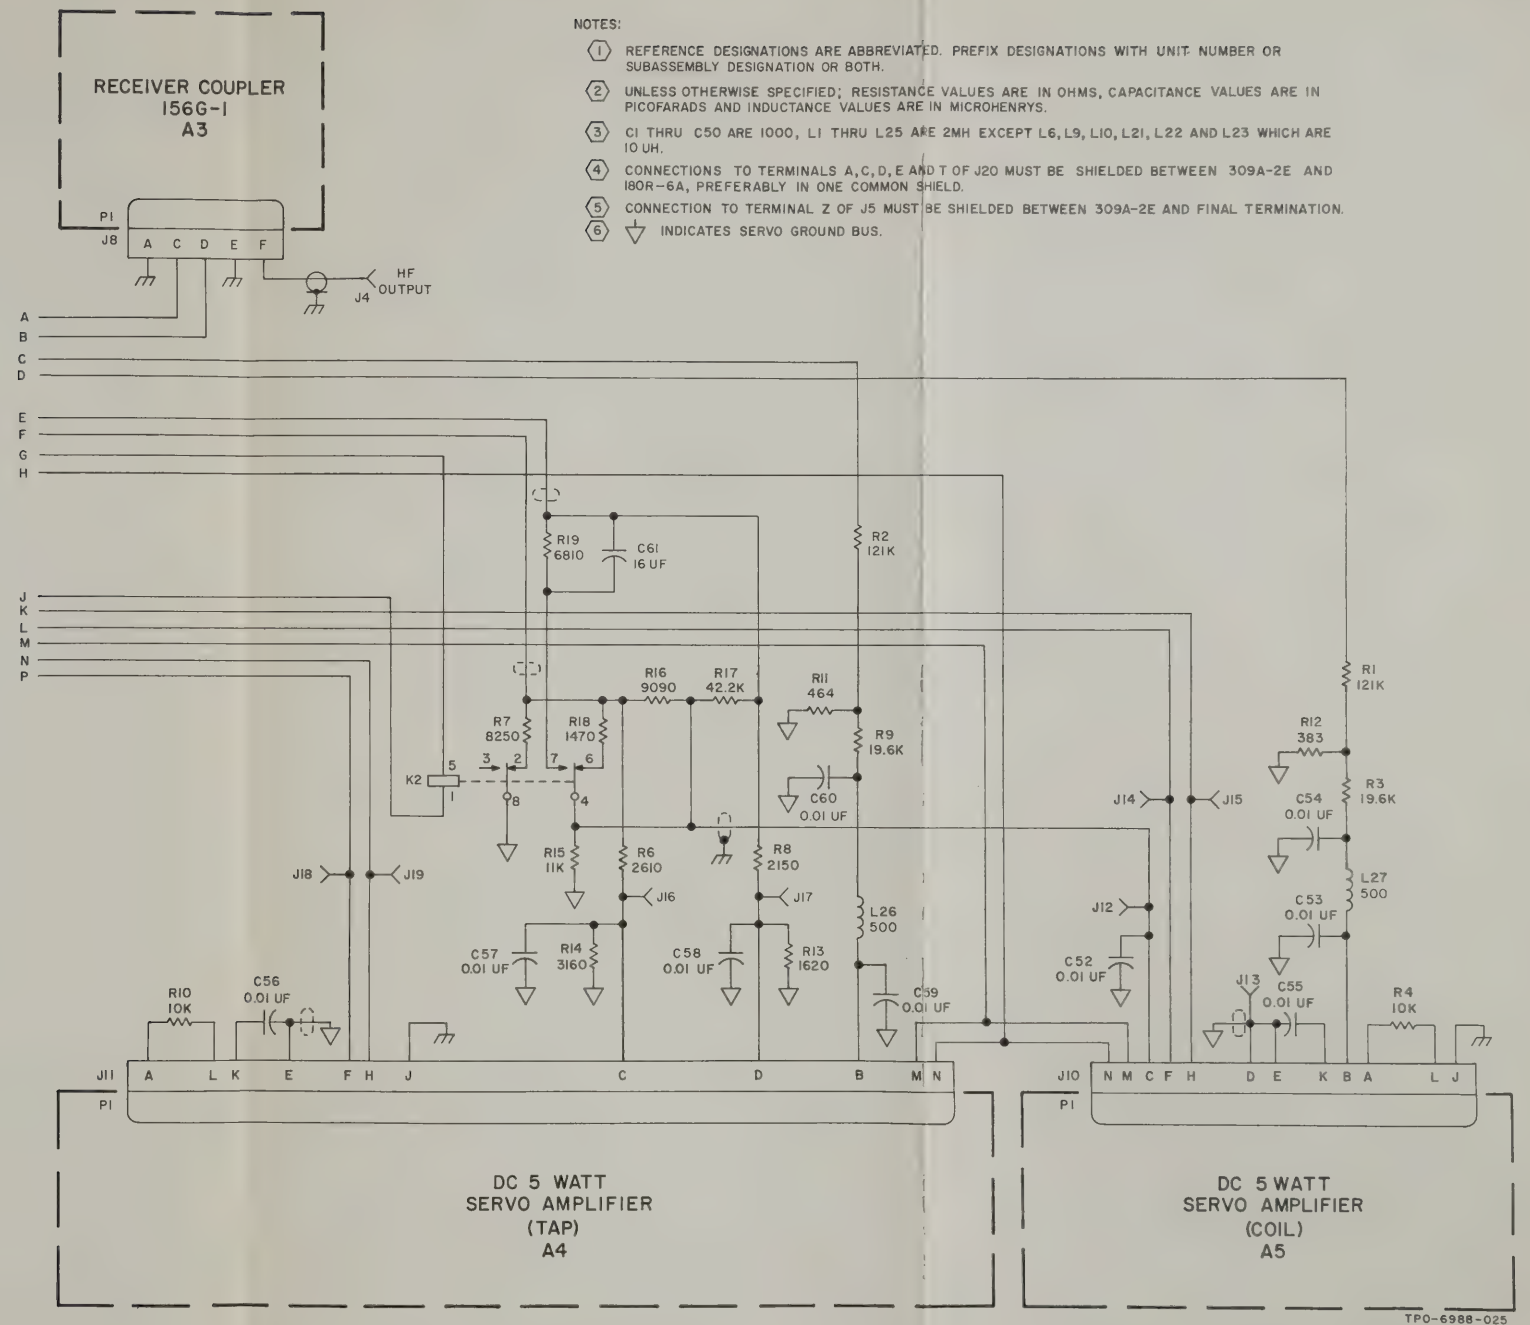 NOTES:
1 REFERENCE DESIGNATIONS ARE ABBREVIATED. PREFIX DESIGNATIONS WITH UNIT NUMBER OR
SUBASSEMBLY DESIGNATION OR BOTH.
2 UNLESS OTHERWISE SPECIFIED; RESISTANCE VALUES ARE IN OHMS, CAPACITANCE VALUES ARE IN
PICOFARADS AND INDUCTANCE VALUES ARE IN MICROHENRYS.
3 C1 THRU C50 ARE 1000, L1 THRU L25 ARE 2MH EXCEPT L6, L9, L10, L21, L22 AND L23 WHICH ARE
10 UH.
4 CONNECTIONS TO TERMINALS A, C, D, E AND T OF J20 MUST BE SHIELDED BETWEEN 309A-2E AND
180R-6A, PREFERABLY IN ONE COMMON SHIELD.
5 CONNECTION TO TERMINAL Z OF J5 MUST BE SHIELDED BETWEEN 309A-2E AND FINAL TERMINATION.
6 INDICATES SERVO GROUND BUS.
RECEIVER COUPLER
156G-1
A3
P1
J8
A C D E F
HF
OUTPUT
J4
A
B
C
D
E
F
G
H
R19
6810
C61
16 UF
R2
121K
J
K
L
M
N
P
R16
9090
R17
42.2K
R11
464
R1
121K
R7
8250
R18
1470
R9
19.6K
R12
383
3 2 7 6
K2
5
1
8
4
C60
0.01 UF
R3
19.6K
C54
0.01 UF
J14
J15
R15
11K
R6
2610
R8
2150
J18
J19
J16
J17
L26
500
L27
500
J12
C53
0.01 UF
C57
0.01 UF
R14
3160
C58
0.01 UF
R13
1620
C52
0.01 UF
C59
0.01 UF
R10
10K
C56
0.01 UF
J13
C55
0.01 UF
R4
10K
J11
A L K E F H J C D B M N
P1
J10
N M C F H D E K B A L J
P1
DC 5 WATT
SERVO AMPLIFIER
(TAP)
A4
DC 5 WATT
SERVO AMPLIFIER
(COIL)
A5
TP0-6988-025